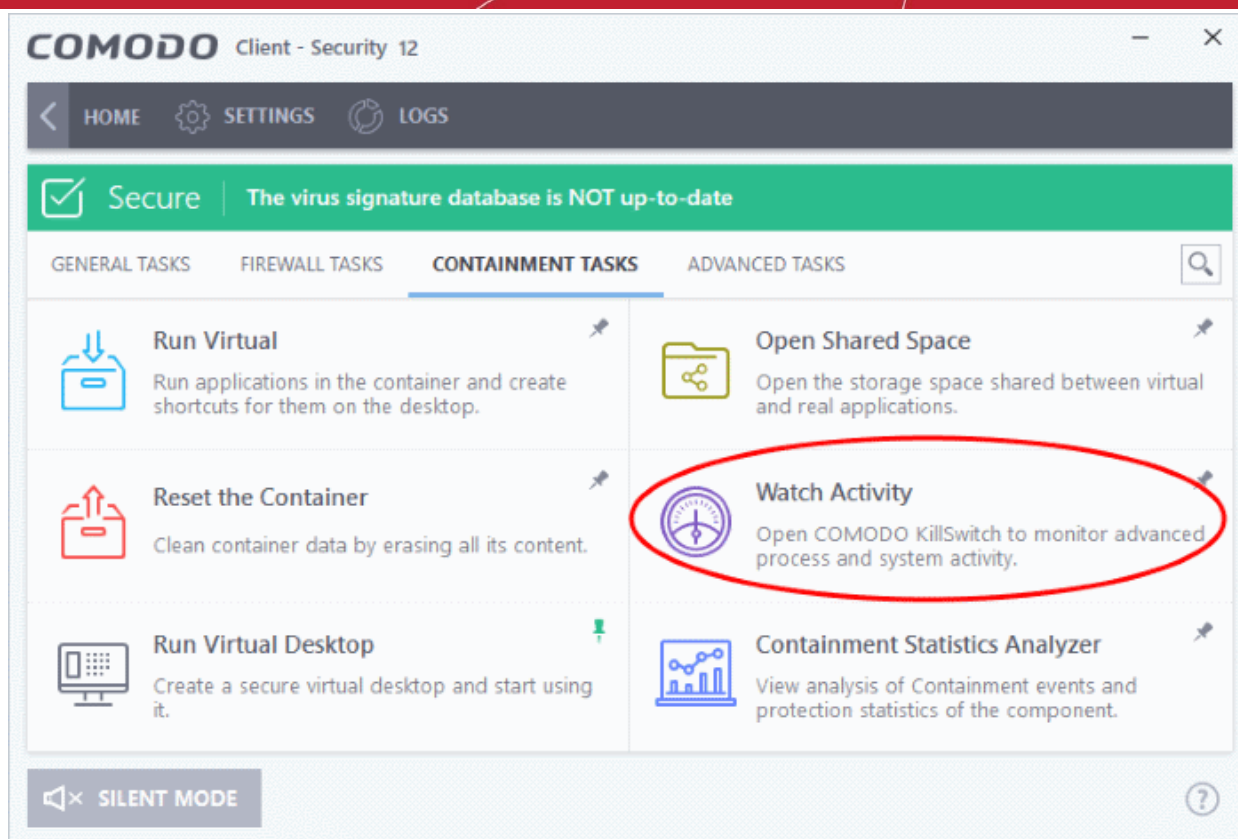 COMODO Client - Security 12
HOME SETTINGS LOGS
Secure The virus signature database is NOT up-to-date
GENERAL TASKS FIREWALL TASKS CONTAINMENT TASKS ADVANCED TASKS
Run Virtual
Run applications in the container and create
shortcuts for them on the desktop.
Open Shared Space
Open the storage space shared between virtual
and real applications.
Reset the Container
Clean container data by erasing all its content.
Watch Activity
Open COMODO KillSwitch to monitor advanced
process and system activity.
Run Virtual Desktop
Create a secure virtual desktop and start using
it.
Containment Statistics Analyzer
View analysis of Containment events and
protection statistics of the component.
SILENT MODE
?